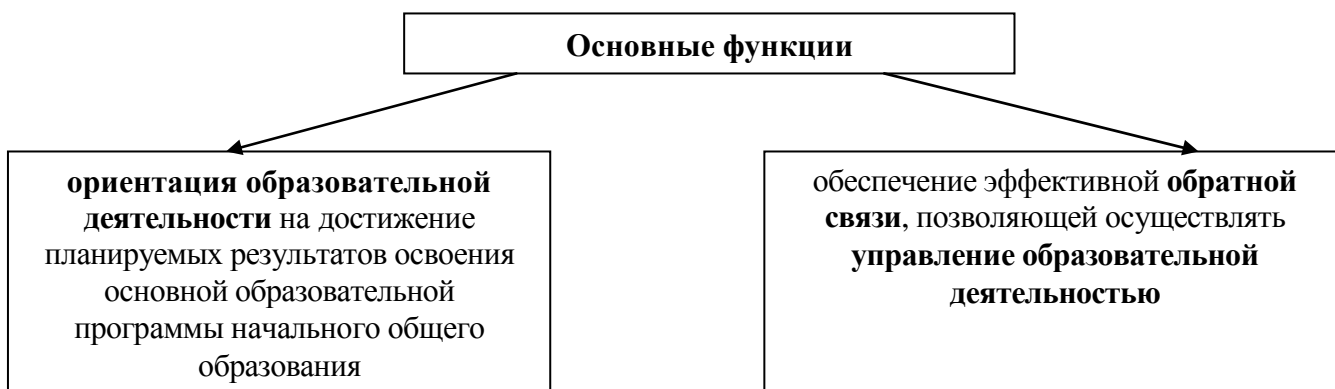 Основные функции
ориентация образовательной
деятельности на достижение
планируемых результатов освоения
основной образовательной
программы начального общего
образования
обеспечение эффективной обратной
связи, позволяющей осуществлять
управление образовательной
деятельностью